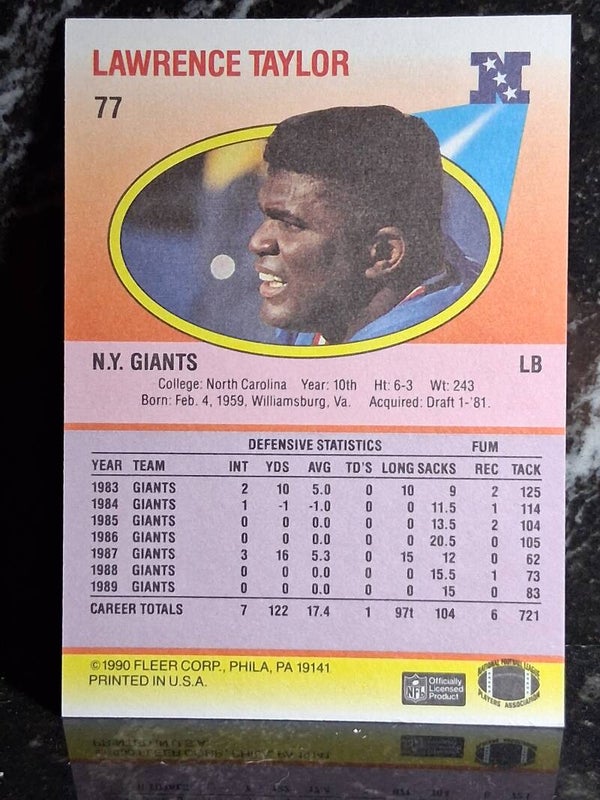 LAWRENCE TAYLOR
77
N
N.Y. GIANTS LB
College: North Carolina Year: 10th Ht: 6-3 Wt: 243
Born: Feb. 4, 1959, Williamsburg, Va. Acquired: Draft 1-'81.
DEFENSIVE STATISTICS FUM
YEAR TEAM INT YDS AVG TD'S LONG SACKS REC TACK
1983 GIANTS 2 10 5.0 0 10 9 2 125
1984 GIANTS 1 -1 -1.0 0 0 11.5 1 114
1985 GIANTS 0 0 0.0 0 0 13.5 2 104
1986 GIANTS 0 0 0.0 0 0 20.5 0 105
1987 GIANTS 3 16 5.3 0 15 12 0 62
1988 GIANTS 0 0 0.0 0 0 15.5 1 73
1989 GIANTS 0 0 0.0 0 0 15 0 83
CAREER TOTALS 7 122 17.4 1 97t 104 6 721
©1990 FLEER CORP., PHILA, PA 19141
PRINTED IN U.S.A.
NFL
Officially
Licensed
Product
NATIONAL FOOTBALL LEAGUE
PLAYERS ASSOCIATION